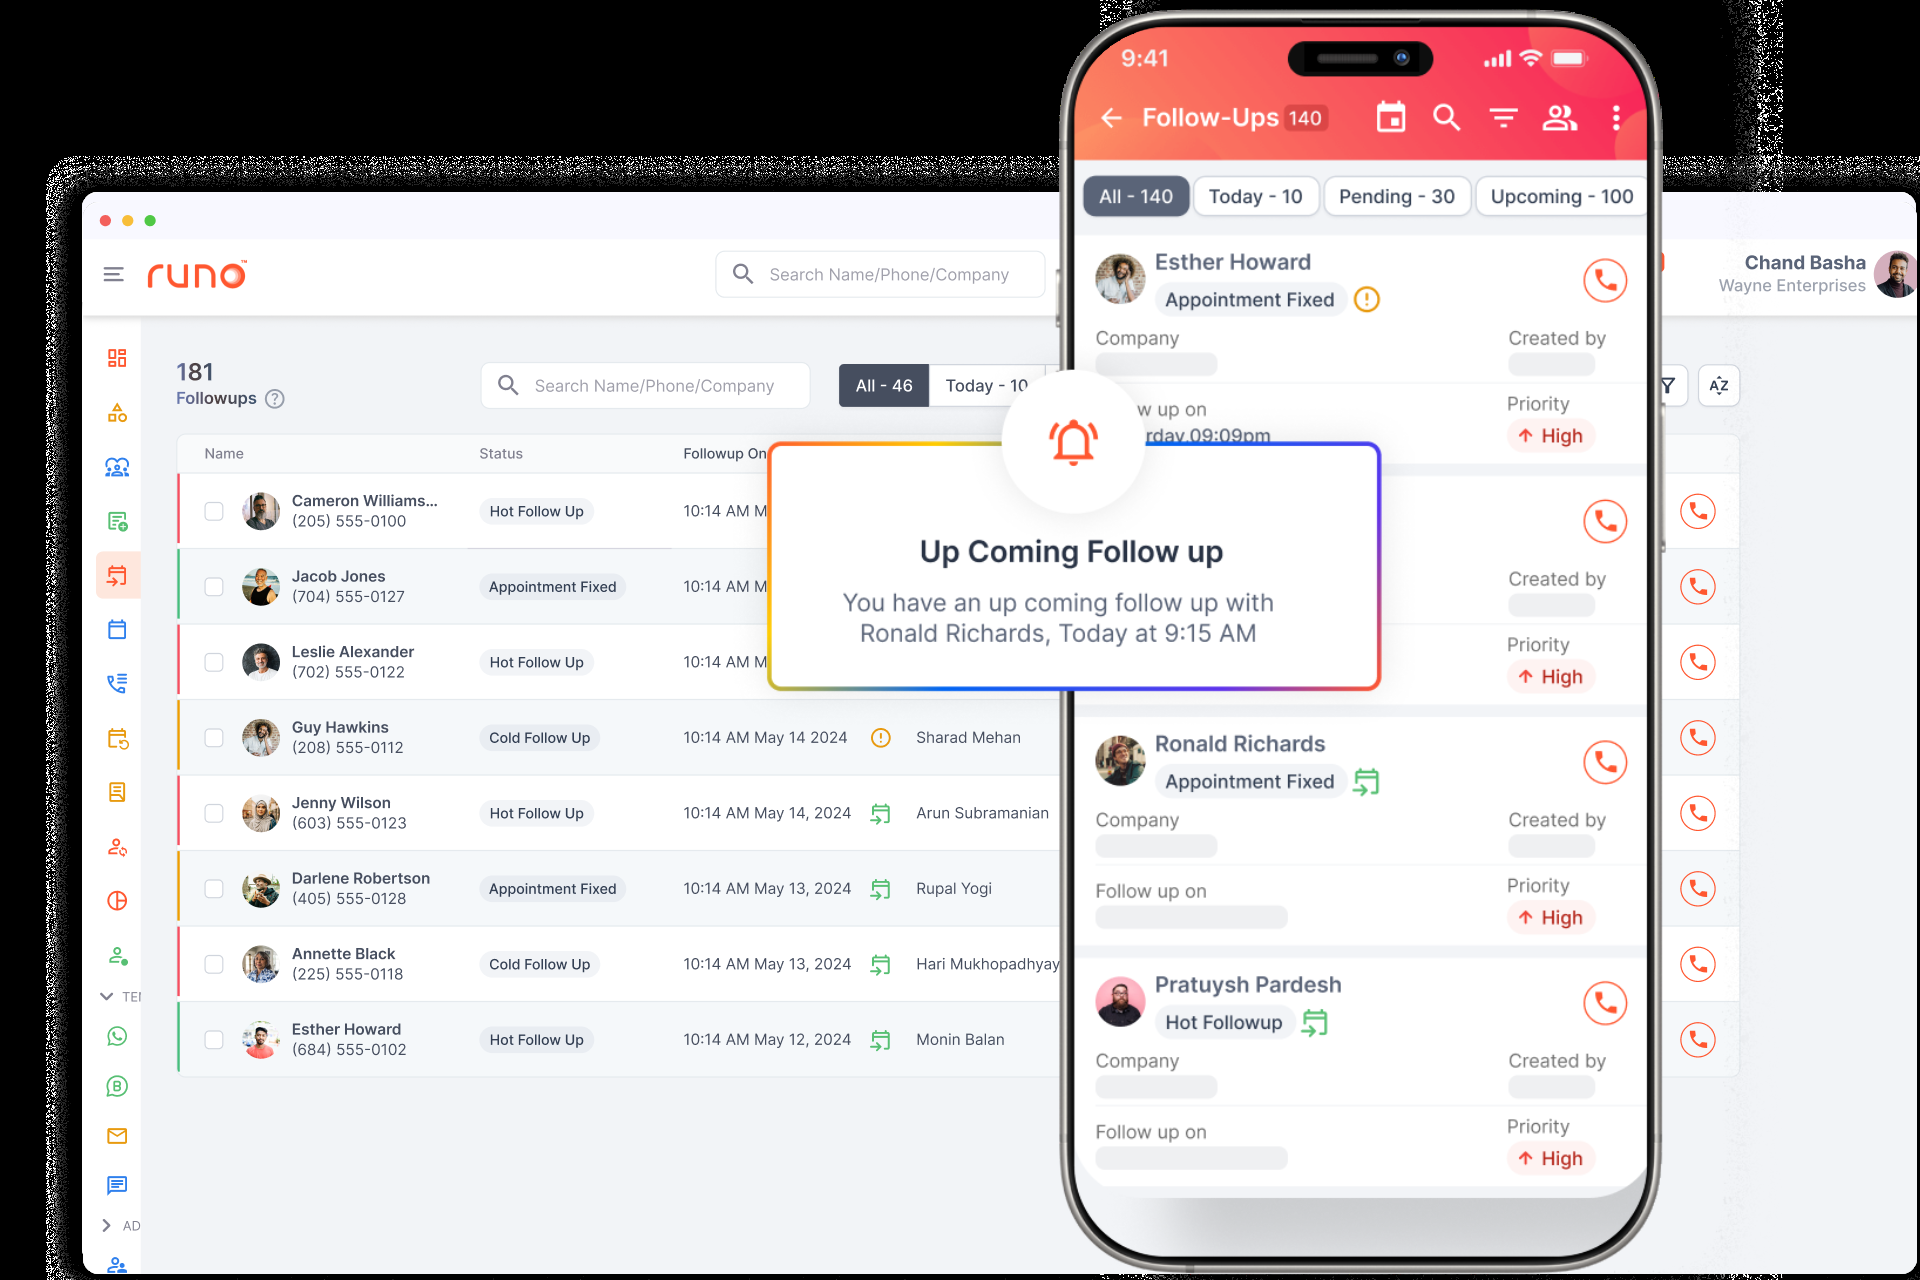 runo™
Search Name/Phone/Company
Chand Basha
Wayne Enterprises
181
Followups
?
Search Name/Phone/Company
All - 46
Today - 10
AZ
Name
Status
Followup On
Cameron Williams...
(205) 555-0100
Hot Follow Up
10:14 AM M
Jacob Jones
(704) 555-0127
Appointment Fixed
10:14 AM M
Leslie Alexander
(702) 555-0122
Hot Follow Up
10:14 AM M
Guy Hawkins
(208) 555-0112
Cold Follow Up
10:14 AM May 14 2024
Sharad Mehan
Jenny Wilson
(603) 555-0123
Hot Follow Up
10:14 AM May 14, 2024
Arun Subramanian
Darlene Robertson
(405) 555-0128
Appointment Fixed
10:14 AM May 13, 2024
Rupal Yogi
Annette Black
(225) 555-0118
Cold Follow Up
10:14 AM May 13, 2024
Hari Mukhopadhyay
Esther Howard
(684) 555-0102
Hot Follow Up
10:14 AM May 12, 2024
Monin Balan
TE
B
AD
9:41
Follow-Ups 140
All - 140
Today - 10
Pending - 30
Upcoming - 100
Esther Howard
Appointment Fixed
Company
Created by
w up on
rday,09:09pm
Priority
High
Up Coming Follow up
You have an up coming follow up with
Ronald Richards, Today at 9:15 AM
Created by
Priority
High
Ronald Richards
Appointment Fixed
Company
Created by
Follow up on
Priority
High
Pratuysh Pardesh
Hot Followup
Company
Created by
Follow up on
Priority
High